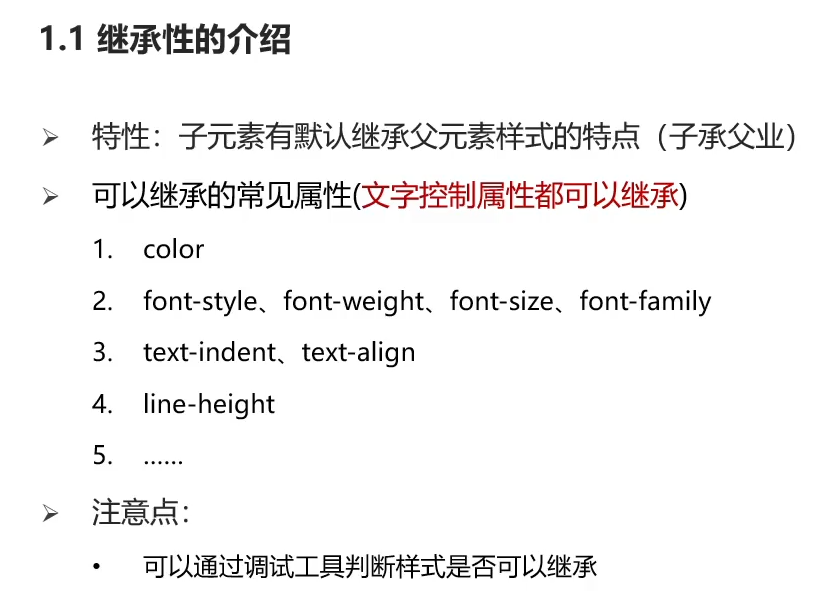 1.1 继承性的介绍
➢ 特性：子元素有默认继承父元素样式的特点（子承父业）
➢ 可以继承的常见属性(文字控制属性都可以继承)
1. color
2. font-style、font-weight、font-size、font-family
3. text-indent、text-align
4. line-height
5. ……
➢ 注意点：
• 可以通过调试工具判断样式是否可以继承